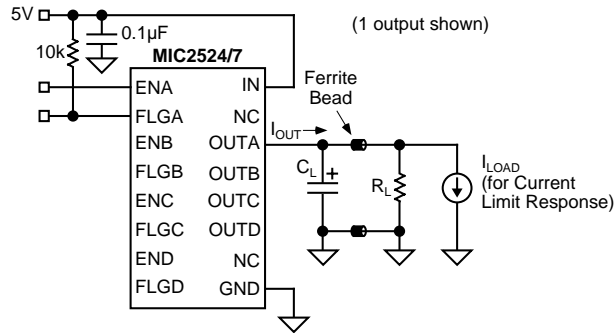 5V
(1 output shown)
0.1µF
10k
MIC2524/7
Ferrite
Bead
ENA
IN
FLGA
NC
I_OUT
ENB
OUTA
FLGB
OUTB
C_L
+
R_L
I_LOAD
(for Current
Limit Response)
ENC
OUTC
FLGC
OUTD
END
NC
FLGD
GND